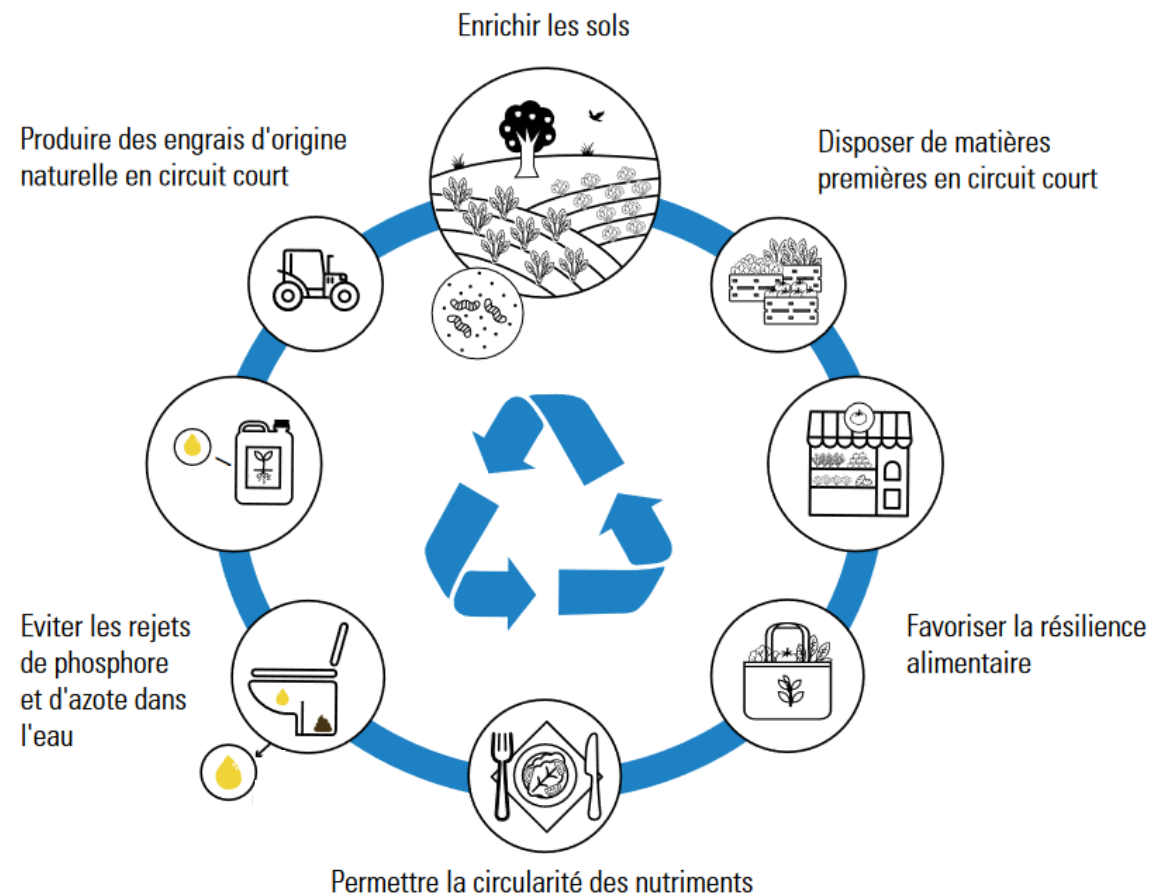 Enrichir les sols
Produire des engrais d'origine
naturelle en circuit court
Disposer de matières
premières en circuit court
Eviter les rejets
de phosphore
et d'azote dans
l'eau
Favoriser la résilience
alimentaire
Permettre la circularité des nutriments